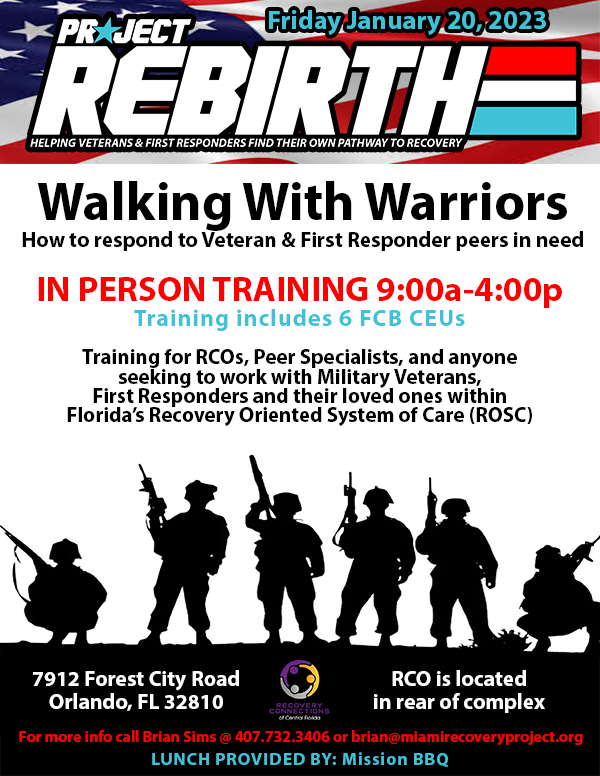 Friday January 20, 2023
PROJECT
REBIRTH
HELPING VETERANS & FIRST RESPONDERS FIND THEIR OWN PATHWAY TO RECOVERY
Walking With Warriors
How to respond to Veteran & First Responder peers in need
IN PERSON TRAINING 9:00a-4:00p
Training includes 6 FCB CEUs
Training for RCOs, Peer Specialists, and anyone
seeking to work with Military Veterans,
First Responders and their loved ones within
Florida's Recovery Oriented System of Care (ROSC)
7912 Forest City Road
Orlando, FL 32810
RECOVERY
CONNECTIONS
of Central Florida
RCO is located
in rear of complex
For more info call Brian Sims @ 407.732.3406 or brian@miamirecoveryproject.org
LUNCH PROVIDED BY: Mission BBQ